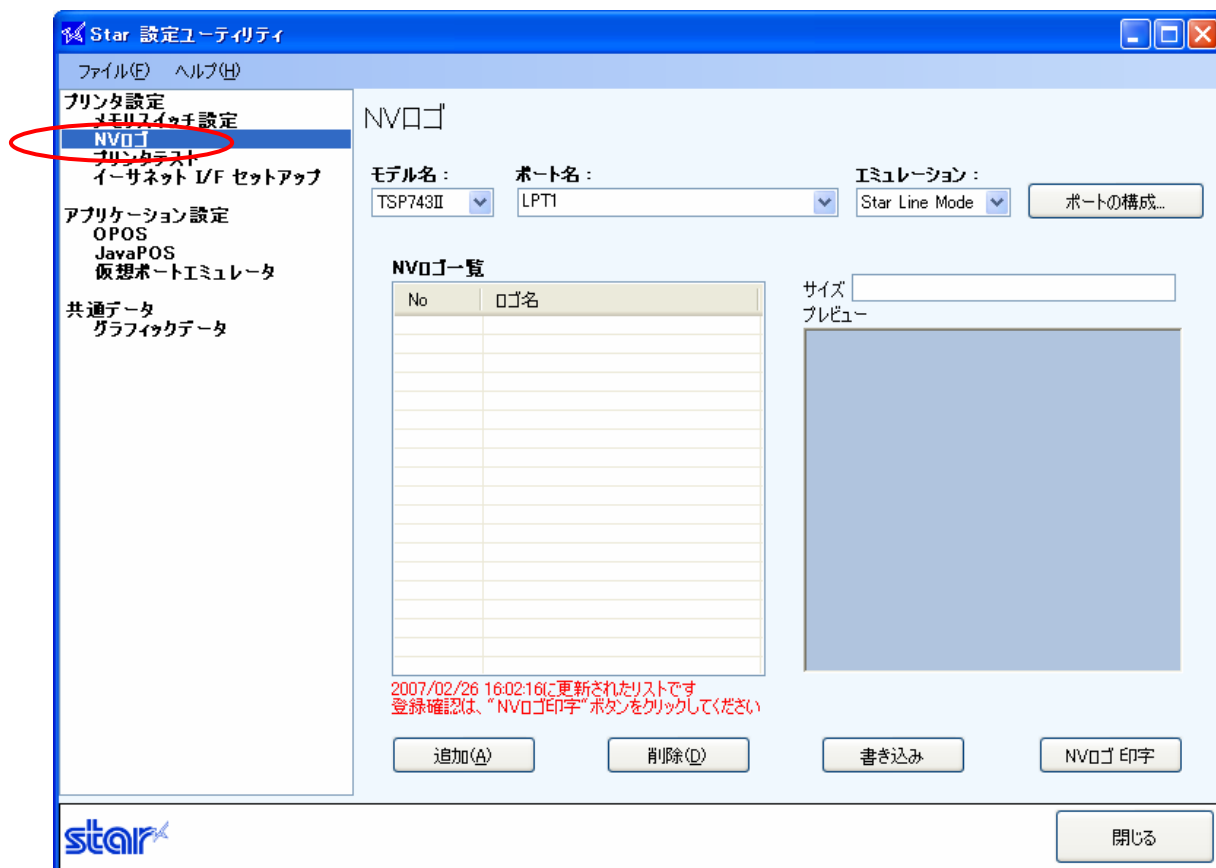 Star 設定ユーティリティ
ファイル(F) ヘルプ(H)
プリンタ設定
メモリスイッチ設定
NVロゴ
プリンタテスト
イーサネット I/F セットアップ
アプリケーション設定
OPOS
JavaPOS
仮想ポートエミュレータ
共通データ
グラフィックデータ
NVロゴ
モデル名： ポート名： エミュレーション：
TSP743II LPT1 Star Line Mode ポートの構成...
NVロゴ一覧
No ロゴ名
サイズ
プレビュー
2007/02/26 16:02:16に更新されたリストです
登録確認は、“NVロゴ印字”ボタンをクリックしてください
追加(A) 削除(D) 書き込み NVロゴ 印字
star
閉じる